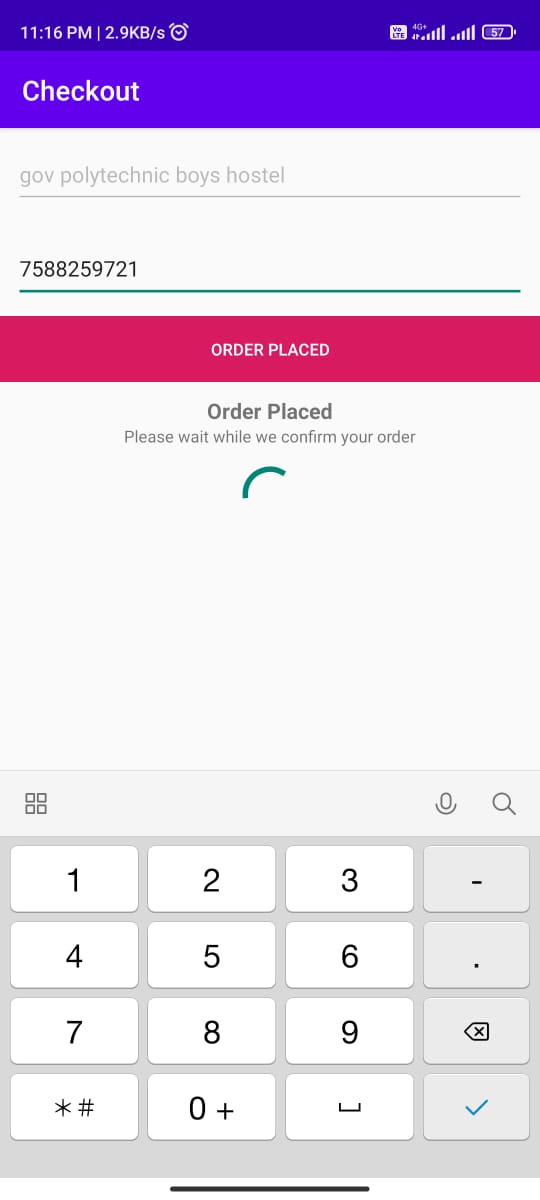 11:16 PM | 2.9KB/s
Vo LTE 4G+ 57
Checkout
gov polytechnic boys hostel
7588259721
ORDER PLACED
Order Placed
Please wait while we confirm your order
1 2 3 -
4 5 6 .
7 8 9
*# 0 +